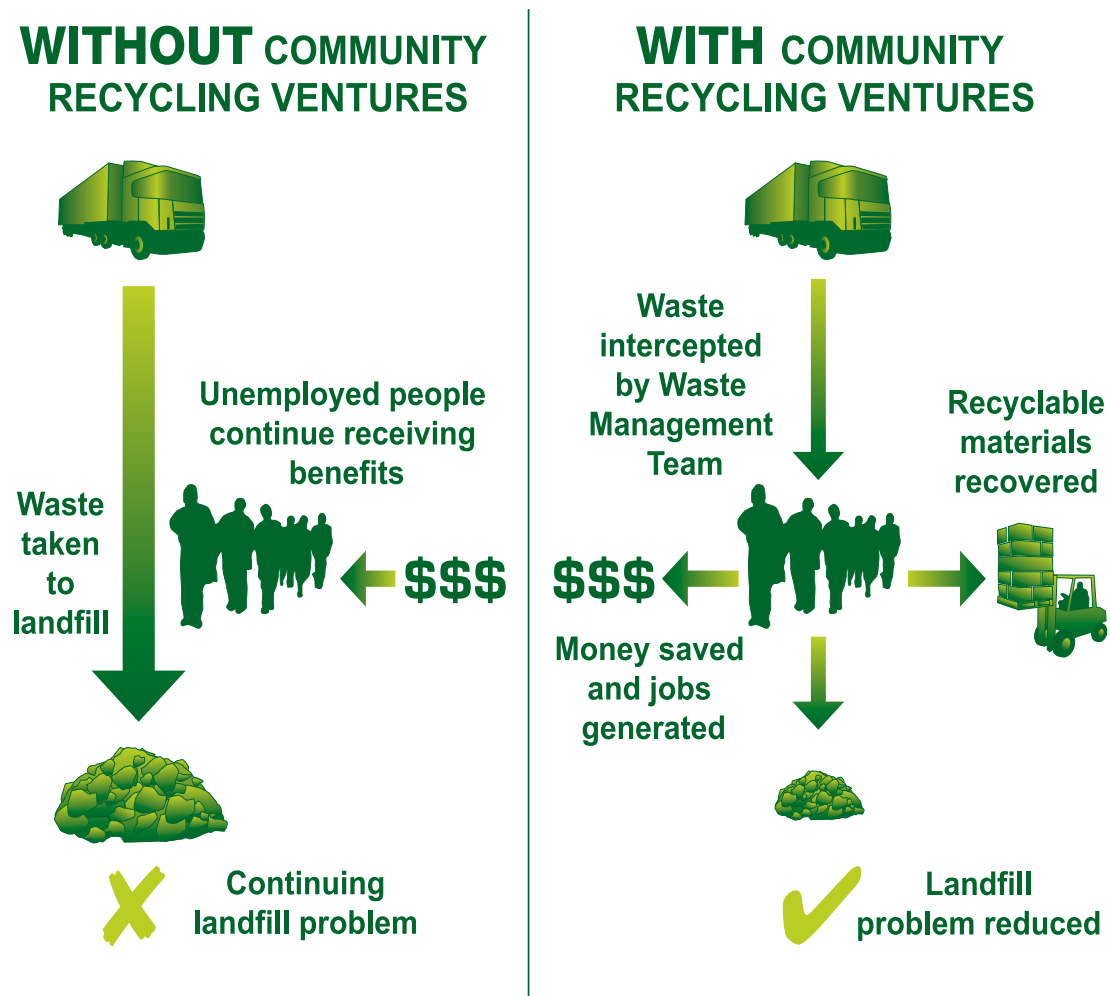 WITHOUT COMMUNITY
RECYCLING VENTURES
Unemployed people
continue receiving
benefits
Waste
taken
to
landfill
$$$
Continuing
landfill problem
WITH COMMUNITY
RECYCLING VENTURES
Waste
intercepted
by Waste
Management
Team
Recyclable
materials
recovered
$$$
Money saved
and jobs
generated
Landfill
problem reduced